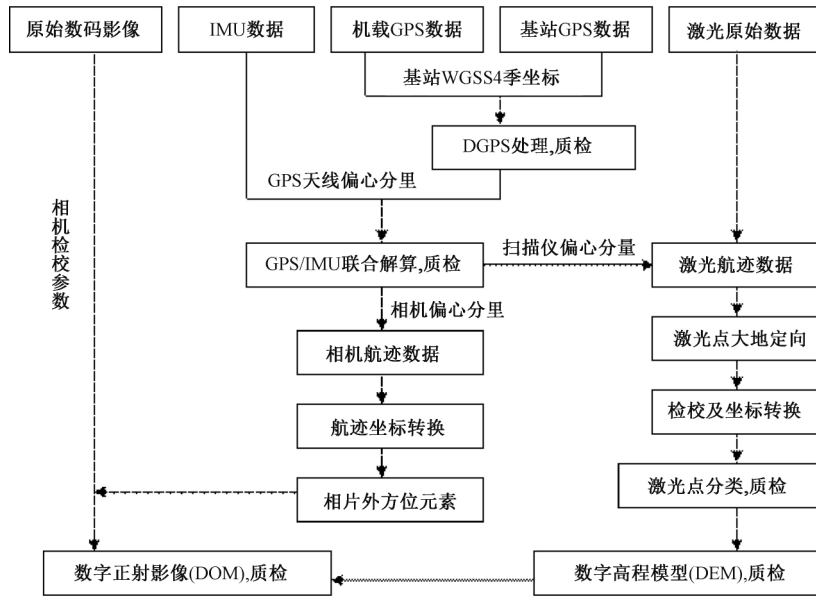 原始数码影像
IMU数据
机载GPS数据
基站GPS数据
激光原始数据
基站WGSS4季坐标
DGPS处理,质检
GPS天线偏心分里
相机检校参数
GPS/IMU联合解算,质检
扫描仪偏心分量
激光航迹数据
相机偏心分里
相机航迹数据
激光点大地定向
航迹坐标转换
检校及坐标转换
相片外方位元素
激光点分类,质检
数字正射影像(DOM),质检
数字高程模型(DEM),质检